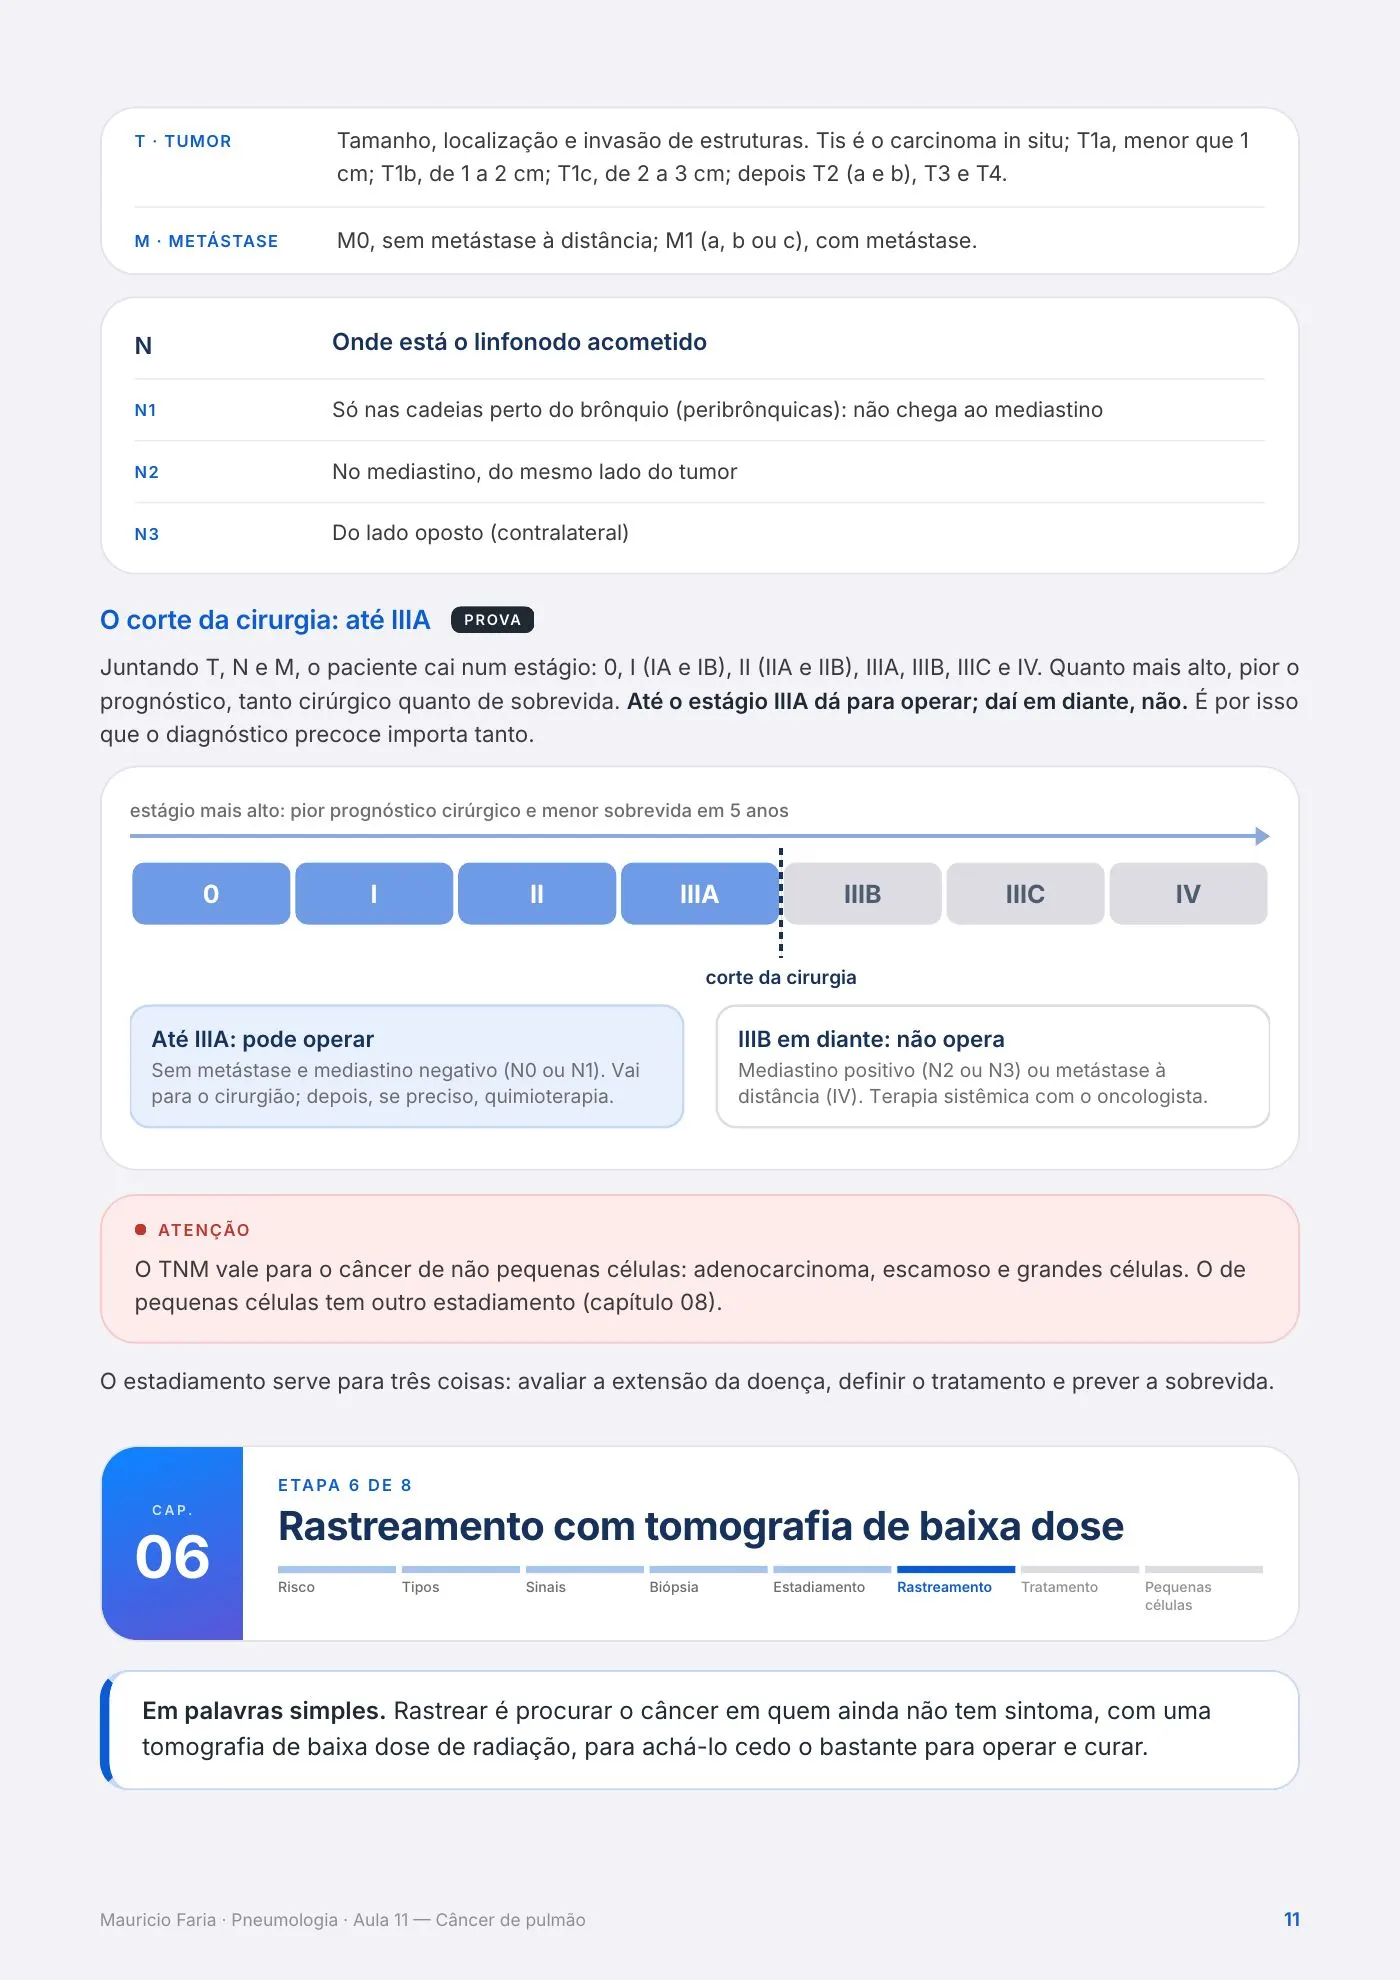 T · TUMOR
Tamanho, localização e invasão de estruturas. Tis é o carcinoma in situ; T1a, menor que 1
cm; T1b, de 1 a 2 cm; T1c, de 2 a 3 cm; depois T2 (a e b), T3 e T4.
M · METÁSTASE
M0, sem metástase à distância; M1 (a, b ou c), com metástase.
N
Onde está o linfonodo acometido
N1
Só nas cadeias perto do brônquio (peribrônquicas): não chega ao mediastino
N2
No mediastino, do mesmo lado do tumor
N3
Do lado oposto (contralateral)
O corte da cirurgia: até IIIA PROVA
Juntando T, N e M, o paciente cai num estágio: 0, I (IA e IB), II (IIA e IIB), IIIA, IIIB, IIIC e IV. Quanto mais alto, pior o
prognóstico, tanto cirúrgico quanto de sobrevida. Até o estágio IIIA dá para operar; daí em diante, não. É por isso
que o diagnóstico precoce importa tanto.
estágio mais alto: pior prognóstico cirúrgico e menor sobrevida em 5 anos
0 I II IIIA IIIB IIIC IV
corte da cirurgia
Até IIIA: pode operar
Sem metástase e mediastino negativo (N0 ou N1). Vai
para o cirurgião; depois, se preciso, quimioterapia.
IIIB em diante: não opera
Mediastino positivo (N2 ou N3) ou metástase à
distância (IV). Terapia sistêmica com o oncologista.
ATENÇÃO
O TNM vale para o câncer de não pequenas células: adenocarcinoma, escamoso e grandes células. O de
pequenas células tem outro estadiamento (capítulo 08).
O estadiamento serve para três coisas: avaliar a extensão da doença, definir o tratamento e prever a sobrevida.
CAP.
06
ETAPA 6 DE 8
Rastreamento com tomografia de baixa dose
Risco Tipos Sinais Biópsia Estadiamento Rastreamento Tratamento Pequenas
células
Em palavras simples. Rastrear é procurar o câncer em quem ainda não tem sintoma, com uma
tomografia de baixa dose de radiação, para achá-lo cedo o bastante para operar e curar.
Mauricio Faria · Pneumologia · Aula 11 — Câncer de pulmão
11